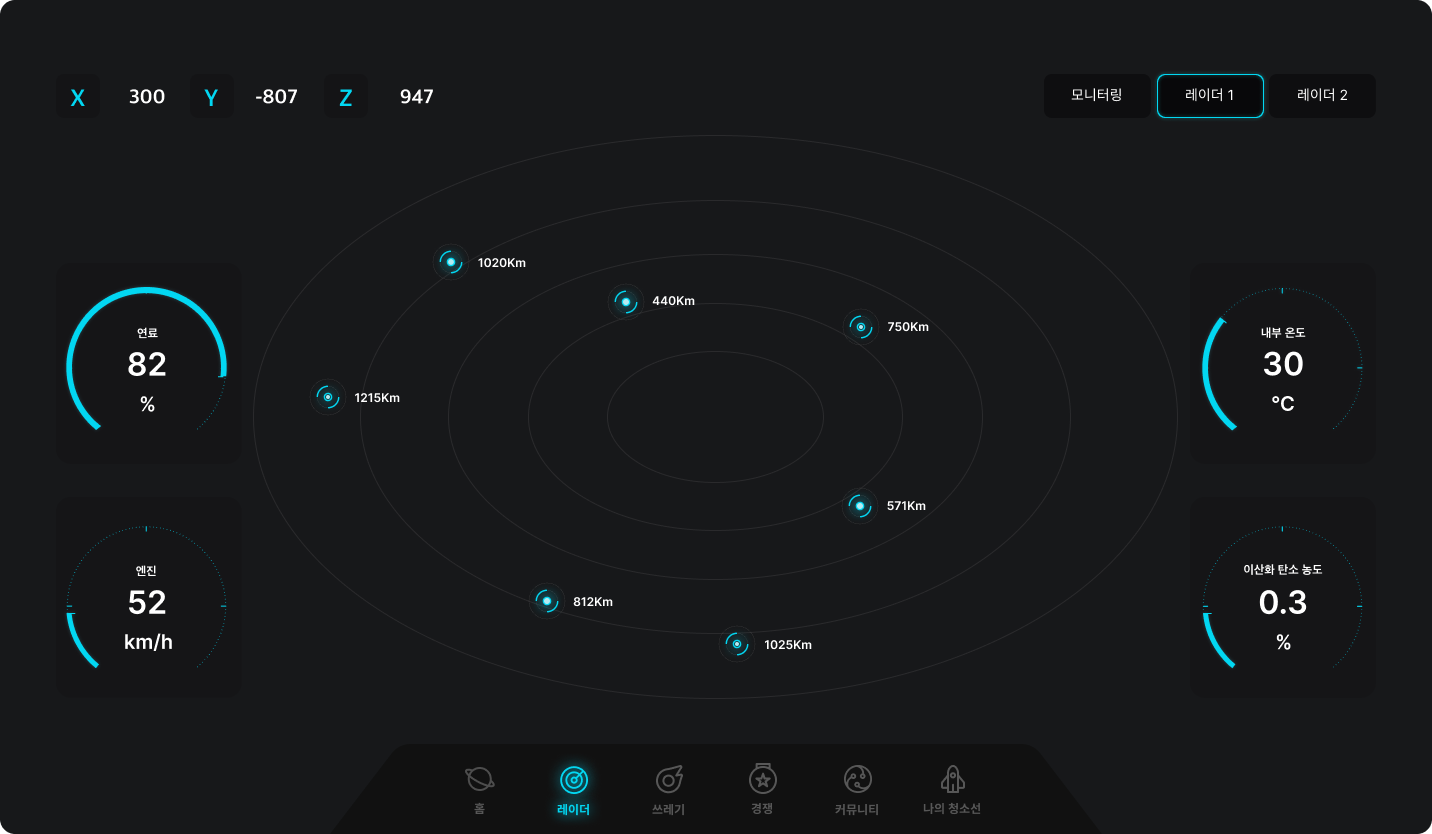 X 300 Y -807 Z 947
모니터링 레이더 1 레이더 2
1020Km
440Km
750Km
1215Km
571Km
812Km
1025Km
연료
82
%
엔진
52
km/h
내부 온도
30
°C
이산화 탄소 농도
0.3
%
홈 레이더 쓰레기 경쟁 커뮤니티 나의 청소선